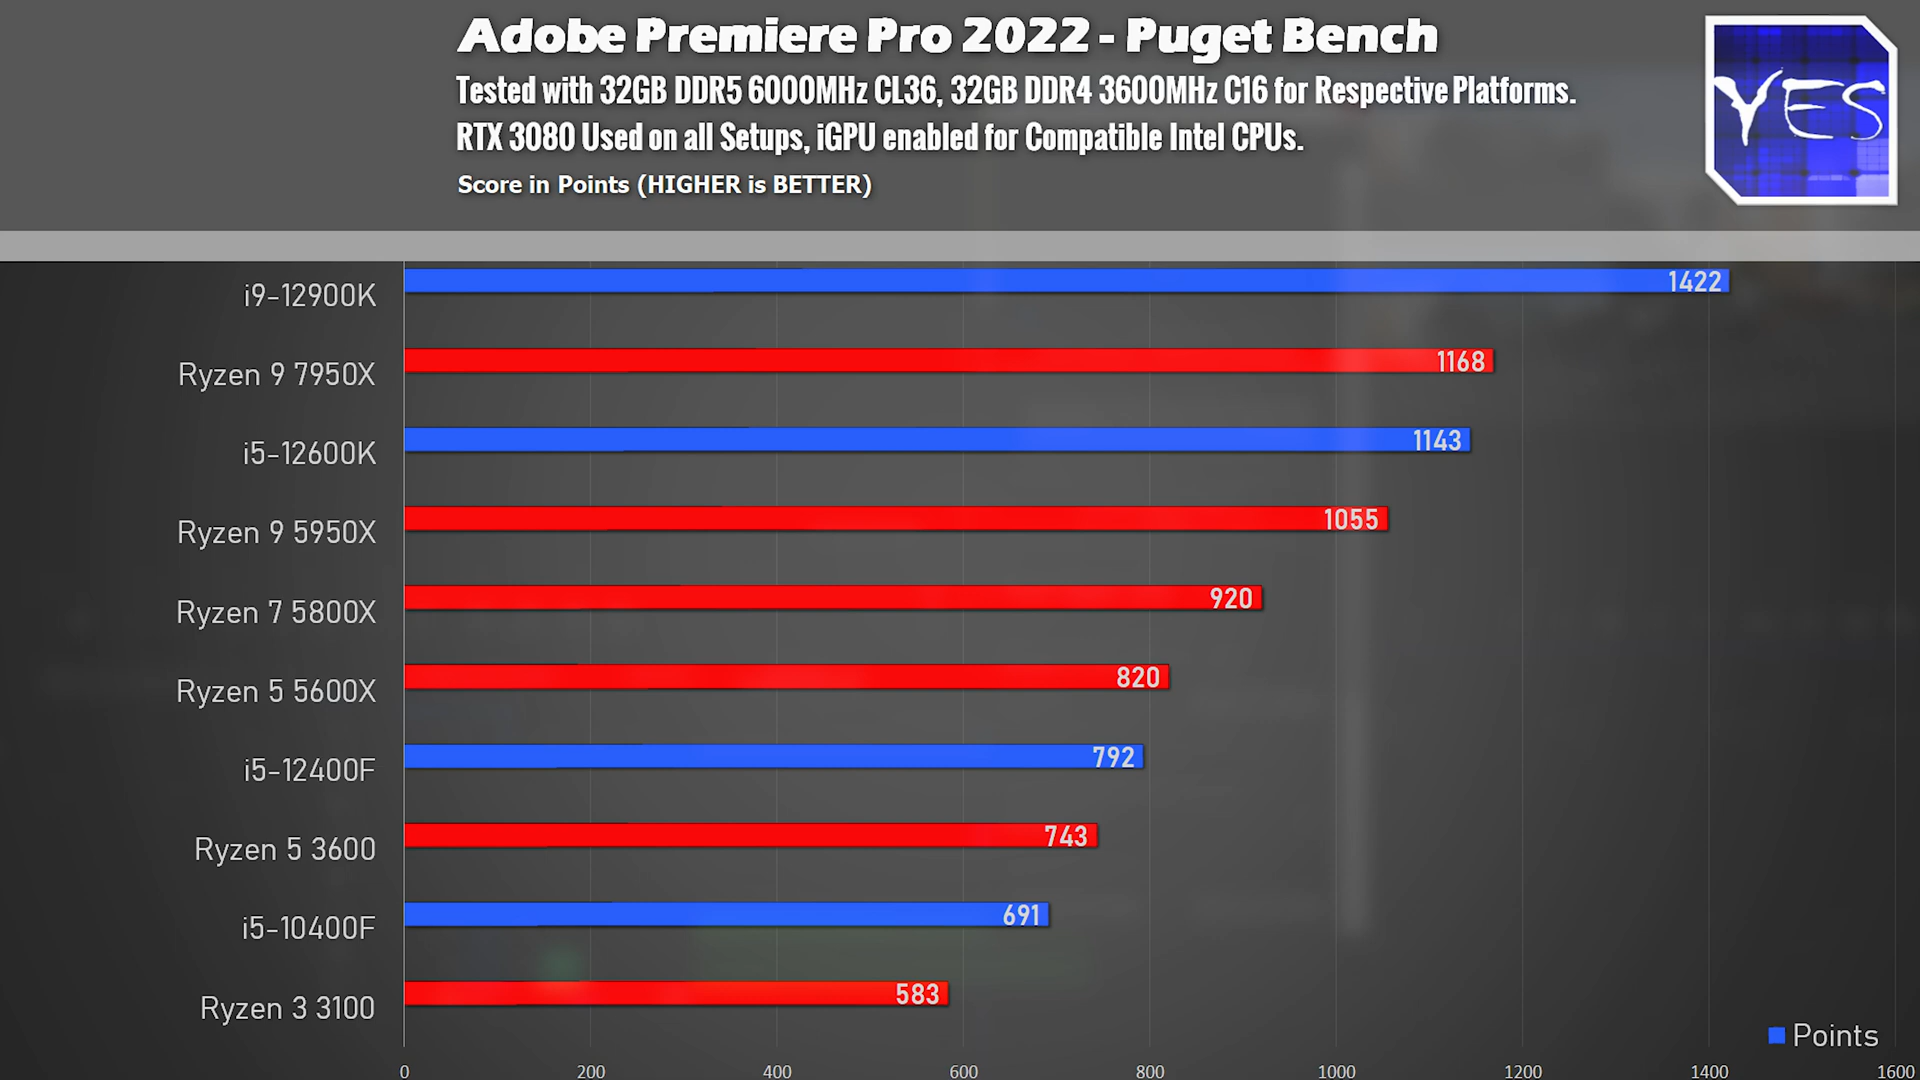 Adobe Premiere Pro 2022 - Puget Bench
Tested with 32GB DDR5 6000MHz CL36, 32GB DDR4 3600MHz C16 for Respective Platforms.
RTX 3080 Used on all Setups, iGPU enabled for Compatible Intel CPUs.
Score in Points (HIGHER is BETTER)
YES
i9-12900K 1422
Ryzen 9 7950X 1168
i5-12600K 1143
Ryzen 9 5950X 1055
Ryzen 7 5800X 920
Ryzen 5 5600X 820
i5-12400F 792
Ryzen 5 3600 743
i5-10400F 691
Ryzen 3 3100 583
Points
0 200 400 600 800 1000 1200 1400 1600